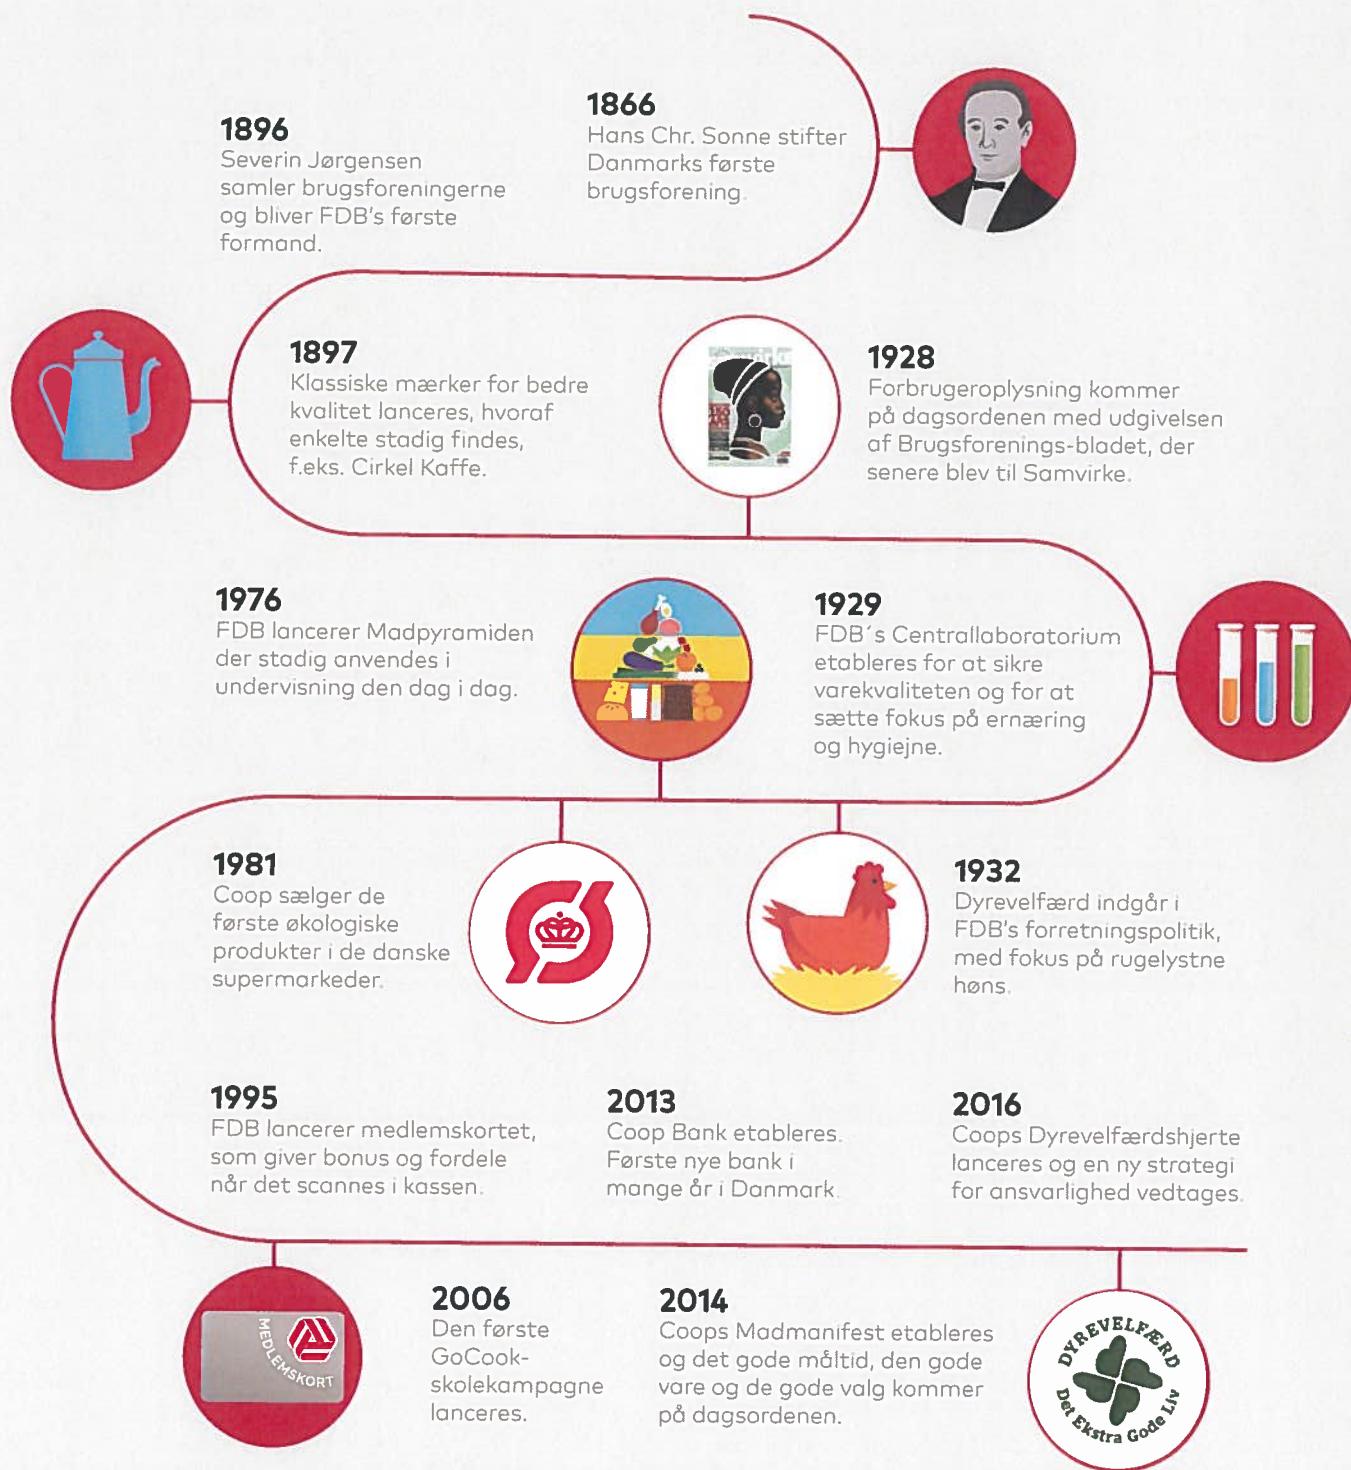 1866
Hans Chr. Sonne stifter
Danmarks første
brugsforening.
1896
Severin Jørgensen
samler brugsforeningerne
og bliver FDB's første
formand.
1897
Klassiske mærker for bedre
kvalitet lanceres, hvoraf
enkelte stadig findes,
f.eks. Cirkel Kaffe.
1928
Forbrugeroplysning kommer
på dagsordenen med udgivelsen
af Brugsforenings-bladet, der
senere blev til Samvirke.
1929
FDB´s Centrallaboratorium
etableres for at sikre
varekvaliteten og for at
sætte fokus på ernæring
og hygiejne.
1932
Dyrevelfærd indgår i
FDB's forretningspolitik,
med fokus på rugelystne
høns.
1976
FDB lancerer Madpyramiden
der stadig anvendes i
undervisning den dag i dag.
1981
Coop sælger de
første økologiske
produkter i de danske
supermarkeder.
1995
FDB lancerer medlemskortet,
som giver bonus og fordele
når det scannes i kassen.
MEDLEMSKORT
2006
Den første
GoCook-
skolekampagne
lanceres.
2013
Coop Bank etableres.
Første nye bank i
mange år i Danmark.
2014
Coops Madmanifest etableres
og det gode måltid, den gode
vare og de gode valg kommer
på dagsordenen.
2016
Coops Dyrevelfærdshjerte
lanceres og en ny strategi
for ansvarlighed vedtages.
DYREVELFÆRD
Det Ekstra Gode Liv